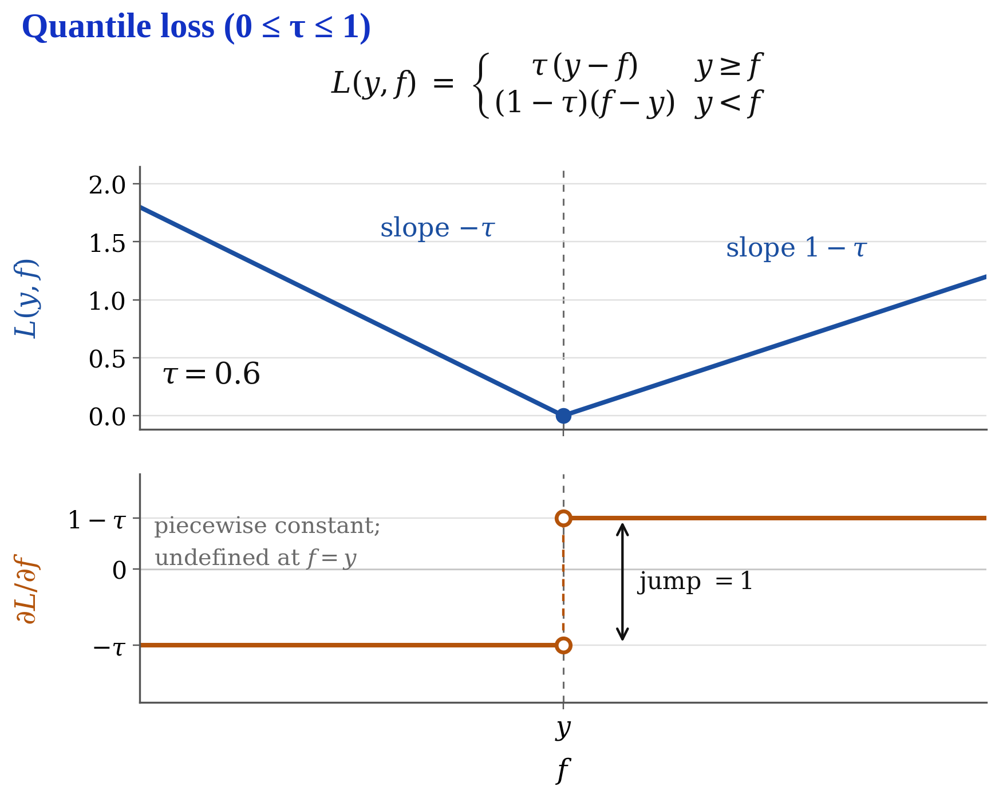 Quantile loss (0 ≤ τ ≤ 1)
L(y, f) = { τ (y − f) y ≥ f
(1 − τ)(f − y) y < f
L(y, f)
2.0
1.5
1.0
0.5
0.0
slope −τ
slope 1 − τ
τ = 0.6
∂L/∂f
1 − τ
0
−τ
piecewise constant;
undefined at f = y
jump = 1
y
f